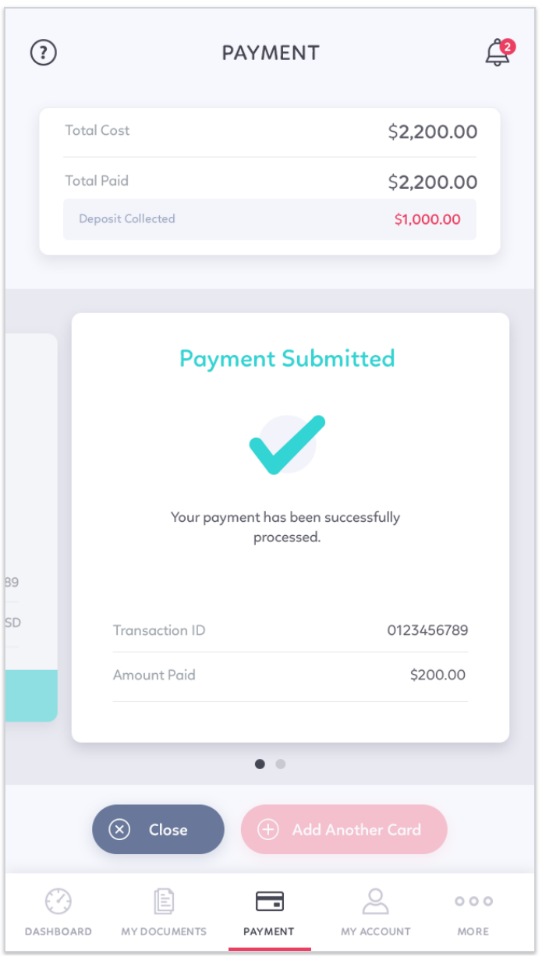 ?
PAYMENT
2
Total Cost $2,200.00
Total Paid $2,200.00
Deposit Collected $1,000.00
Payment Submitted
Your payment has been successfully
processed.
89
SD
Transaction ID 0123456789
Amount Paid $200.00
Close
Add Another Card
DASHBOARD MY DOCUMENTS PAYMENT MY ACCOUNT MORE